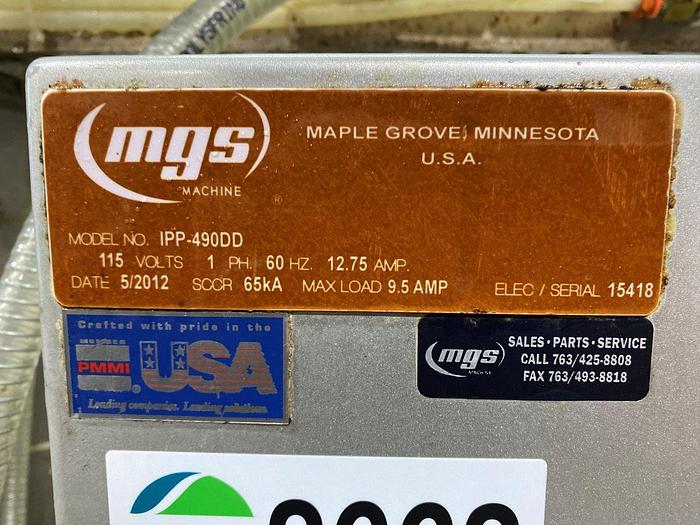 mgs
MACHINE
®
MAPLE GROVE, MINNESOTA
U.S.A.
MODEL NO. IPP-490DD
115 VOLTS 1 PH. 60 HZ. 12.75 AMP.
DATE 5/2012 SCCR 65kA MAX LOAD 9.5 AMP ELEC / SERIAL 15418
Crafted with pride in the
MEMBER
PMMI
®
USA
Leading companies. Leading solutions.
mgs
MACHINE
SALES • PARTS • SERVICE
CALL 763/425-8808
FAX 763/493-8818